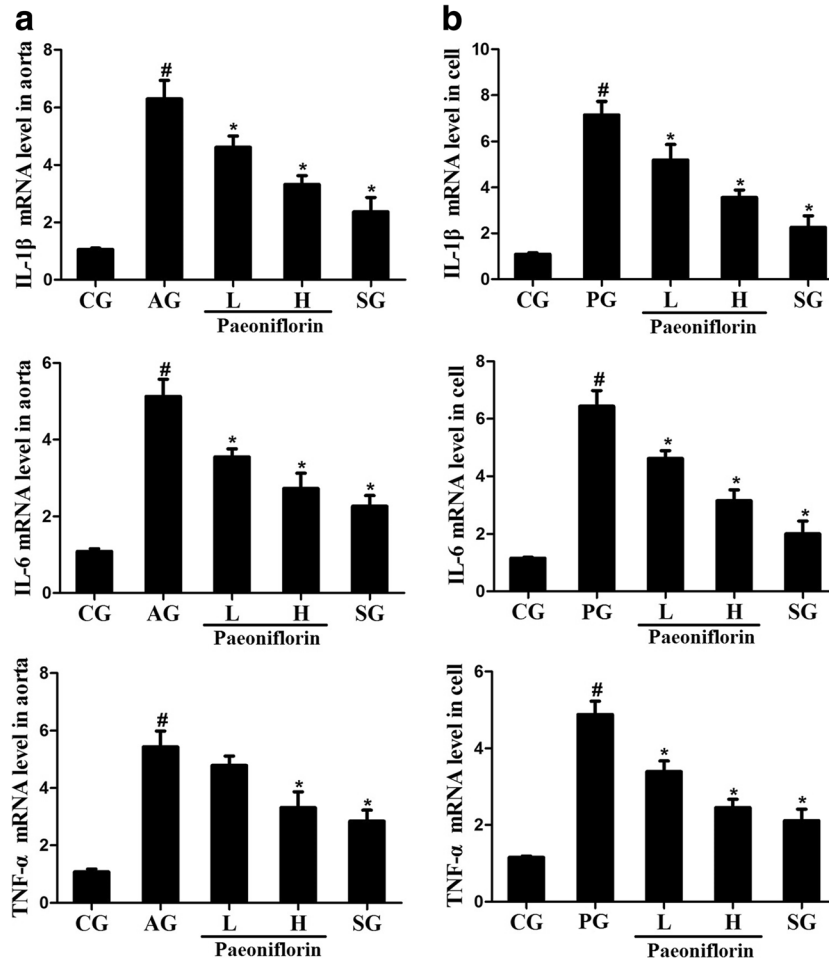 a
IL-1β mRNA level in aorta
8
6
4
2
0
#
*
*
*
CG AG L H SG
Paeoniflorin
b
IL-1β mRNA level in cell
10
8
6
4
2
0
#
*
*
*
CG PG L H SG
Paeoniflorin
IL-6 mRNA level in aorta
6
4
2
0
#
*
*
*
CG AG L H SG
Paeoniflorin
IL-6 mRNA level in cell
8
6
4
2
0
#
*
*
*
CG PG L H SG
Paeoniflorin
TNF-α mRNA level in aorta
8
6
4
2
0
#
*
*
CG AG L H SG
Paeoniflorin
TNF-α mRNA level in cell
6
4
2
0
#
*
*
*
CG PG L H SG
Paeoniflorin